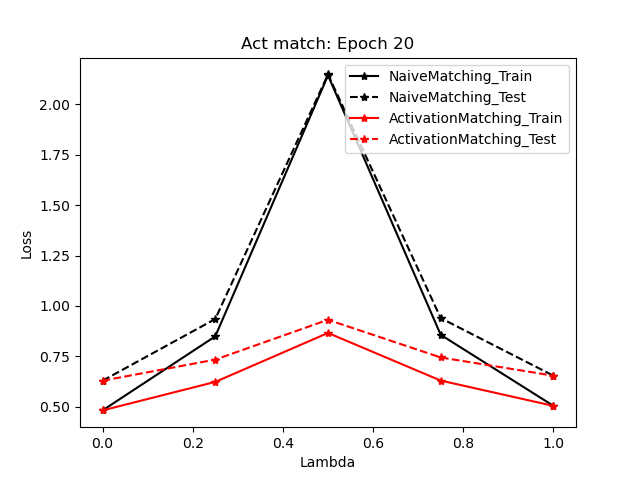 Act match: Epoch 20
NaiveMatching_Train
NaiveMatching_Test
ActivationMatching_Train
ActivationMatching_Test
Loss
2.00
1.75
1.50
1.25
1.00
0.75
0.50
0.0 0.2 0.4 0.6 0.8 1.0
Lambda